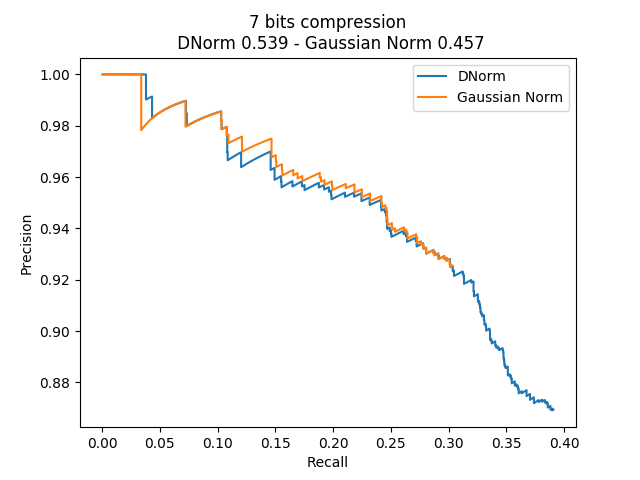 7 bits compression
DNorm 0.539 - Gaussian Norm 0.457
DNorm
Gaussian Norm
1.00
0.98
0.96
0.94
0.92
0.90
0.88
Precision
0.00 0.05 0.10 0.15 0.20 0.25 0.30 0.35 0.40
Recall